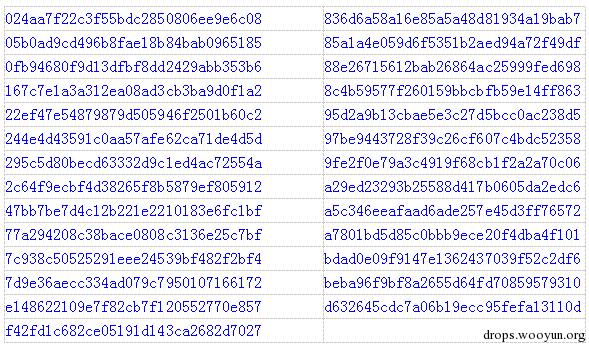 024aa7f22c3f55bdc2850806ee9e6c08 836d6a58a16e85a5a48d81934a19bab7
05b0ad9cd496b8fae18b84bab0965185 85a1a4e059d6f5351b2aed94a72f49df
0fb94680f9d13dfbf8dd2429abb353b6 88e26715612bab26864ac25999fed698
167c7e1a3a312ea08ad3cb3ba9d0f1a2 8c4b59577f260159bbcbfb59e14ff863
22ef47e54879879d505946f2501b60c2 95d2a9b13cbae5e3c27d5bcc0ac238d5
244e4d43591c0aa57afe62ca71de4d5d 97be9443728f39c26cf607c4bdc52358
295c5d80becd63332d9c1ed4ac72554a 9fe2f0e79a3c4919f68cb1f2a2a70c06
2c64f9ecbf4d38265f8b5879ef805912 a29ed23293b25588d417b0605da2edc6
47bb7be7d4c12b221e2210183e6fc1bf a5c346eeafaad6ade257e45d3ff76572
77a294208c38bace0808c3136e25c7bf a7801bd5d85c0bbb9ece20f4dba4f101
7c938c50525291eee24539bf482f2bf4 bdad0e09f9147e1362437039f52c2df6
7d9e36aecc334ad079c7950107166172 beba96f9bf8a2655d64fd70859579310
e148622109e7f82cb7f120552770e857 d632645cdc7a06b19ecc95fefa13110d
f42fd1c682ce05191d143ca2682d7027
drops.wooyun.org